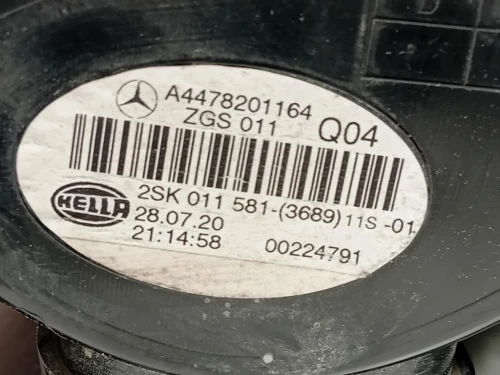 A4478201164
ZGS 011 Q04
HELLA
2SK 011 581-(3689)11S -01
28.07.20
21:14:58 00224791